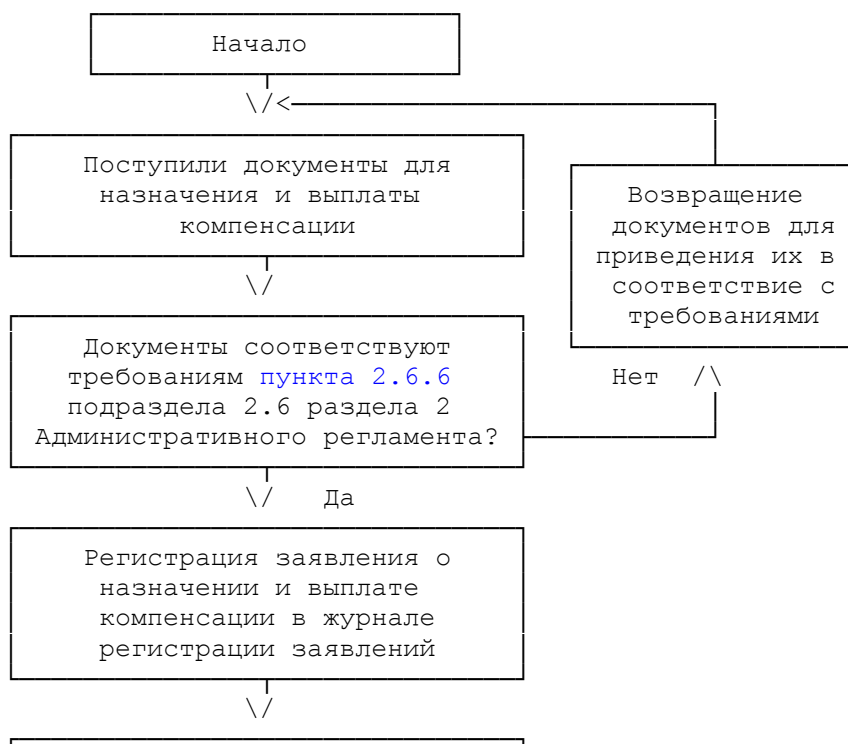 Начало
Поступили документы для
назначения и выплаты
компенсации
Возвращение
документов для
приведения их в
соответствие с
требованиями
Документы соответствуют
требованиям пункта 2.6.6
подраздела 2.6 раздела 2
Административного регламента?
Нет
Да
Регистрация заявления о
назначении и выплате
компенсации в журнале
регистрации заявлений